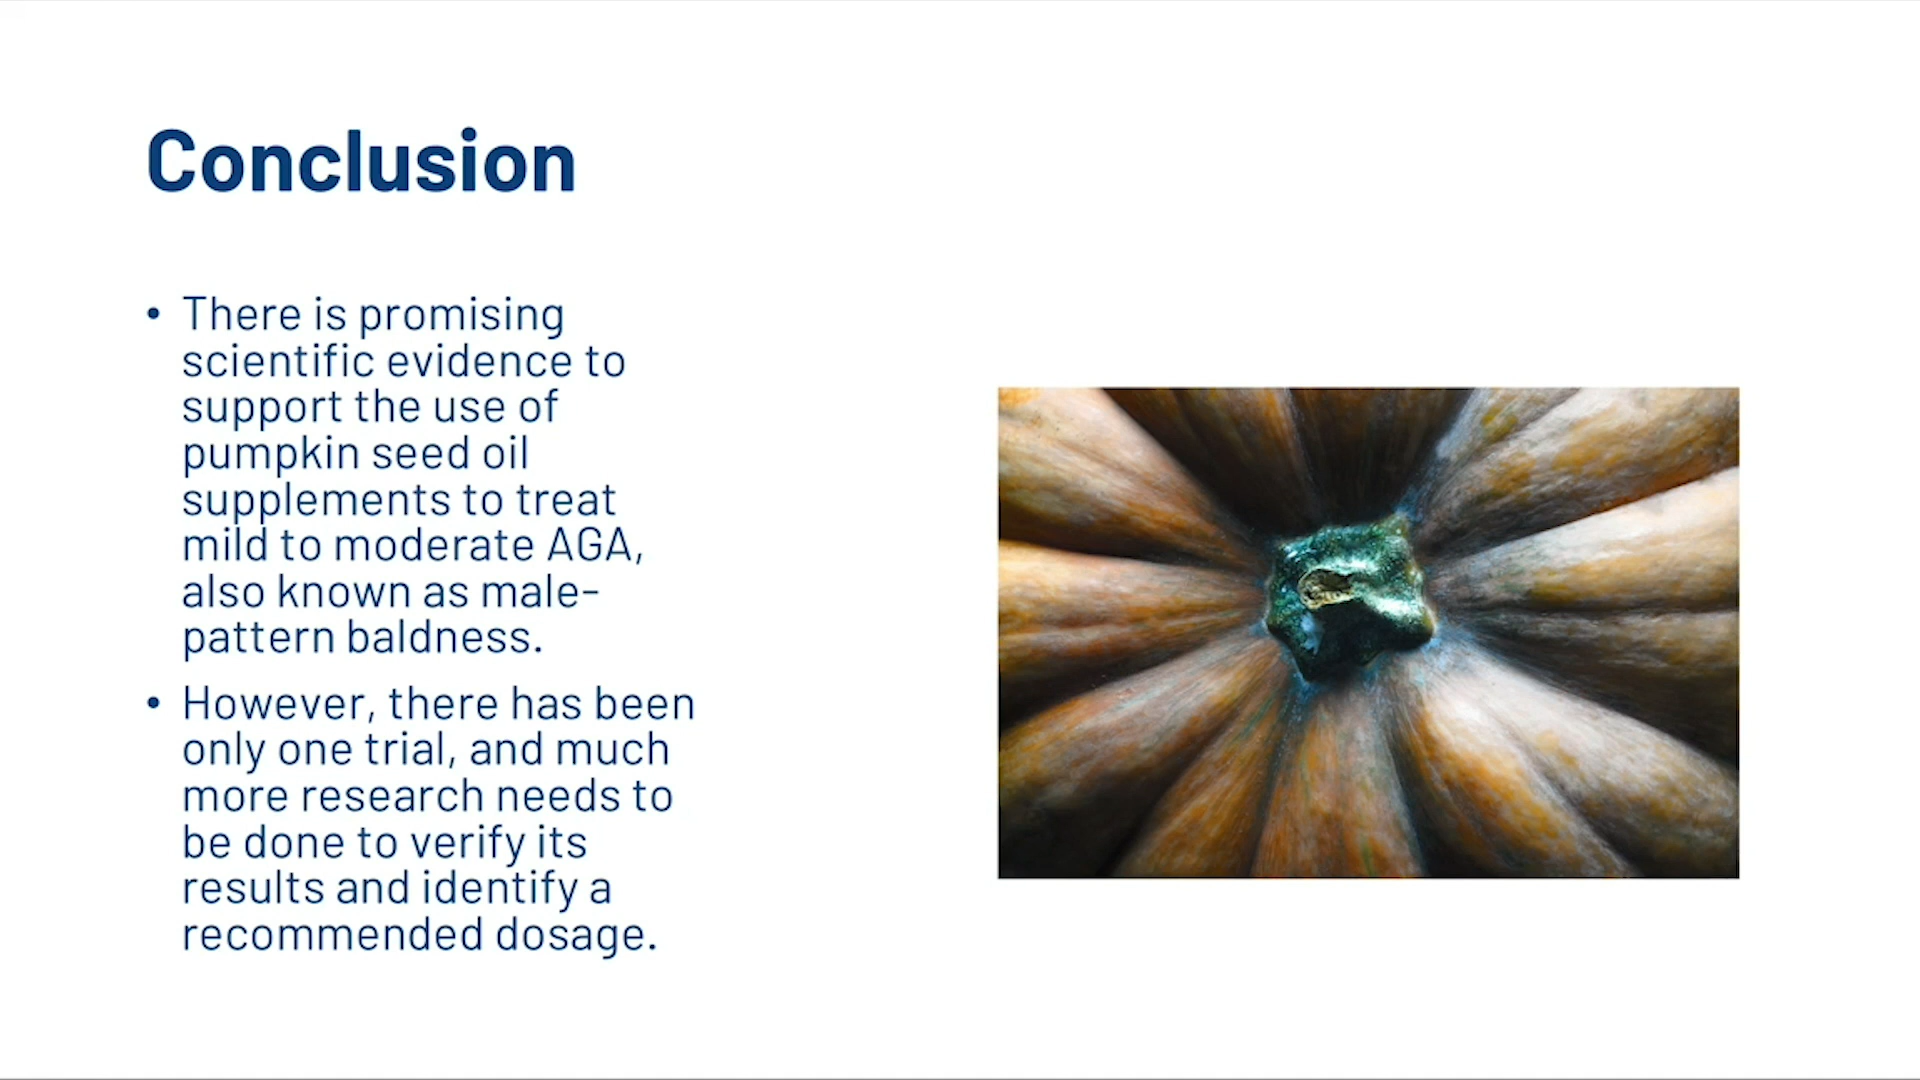 Conclusion
• There is promising
scientific evidence to
support the use of
pumpkin seed oil
supplements to treat
mild to moderate AGA,
also known as male-
pattern baldness.
• However, there has been
only one trial, and much
more research needs to
be done to verify its
results and identify a
recommended dosage.